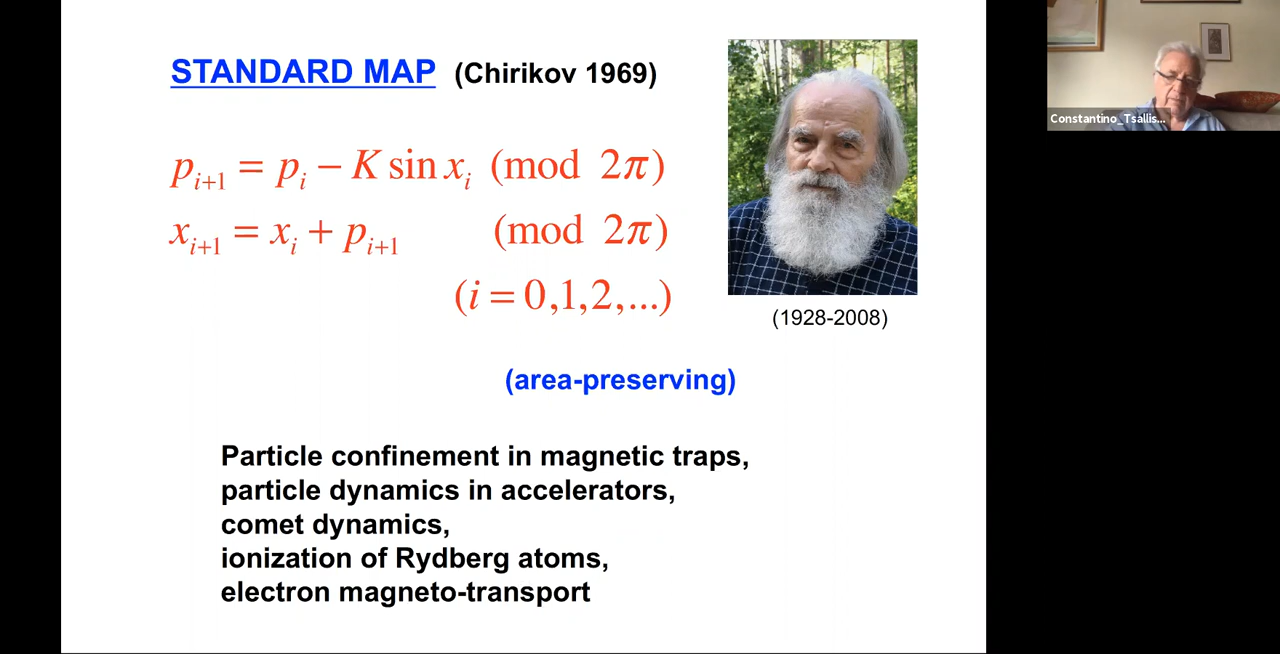 STANDARD MAP (Chirikov 1969)
p_{i+1} = p_i − K sin x_i (mod 2π)
x_{i+1} = x_i + p_{i+1} (mod 2π)
(i = 0,1,2,...)
(1928-2008)
(area-preserving)
Particle confinement in magnetic traps,
particle dynamics in accelerators,
comet dynamics,
ionization of Rydberg atoms,
electron magneto-transport
Constantino_Tsallis...